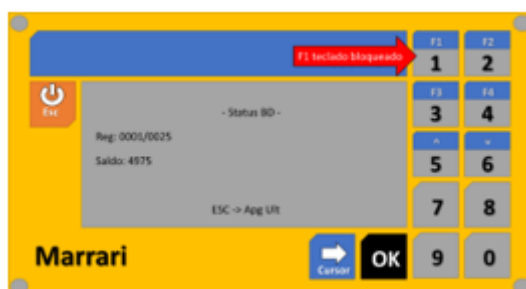 F1 teclado bloqueado
F1 F2
1 2
Esc
F3 F4
3 4
- Status BD -
Reg: 0001/0025
Saldo: 4975
^ v
5 6
ESC -> Apg Ult
7 8
Marrari
Cursor
OK
9 0